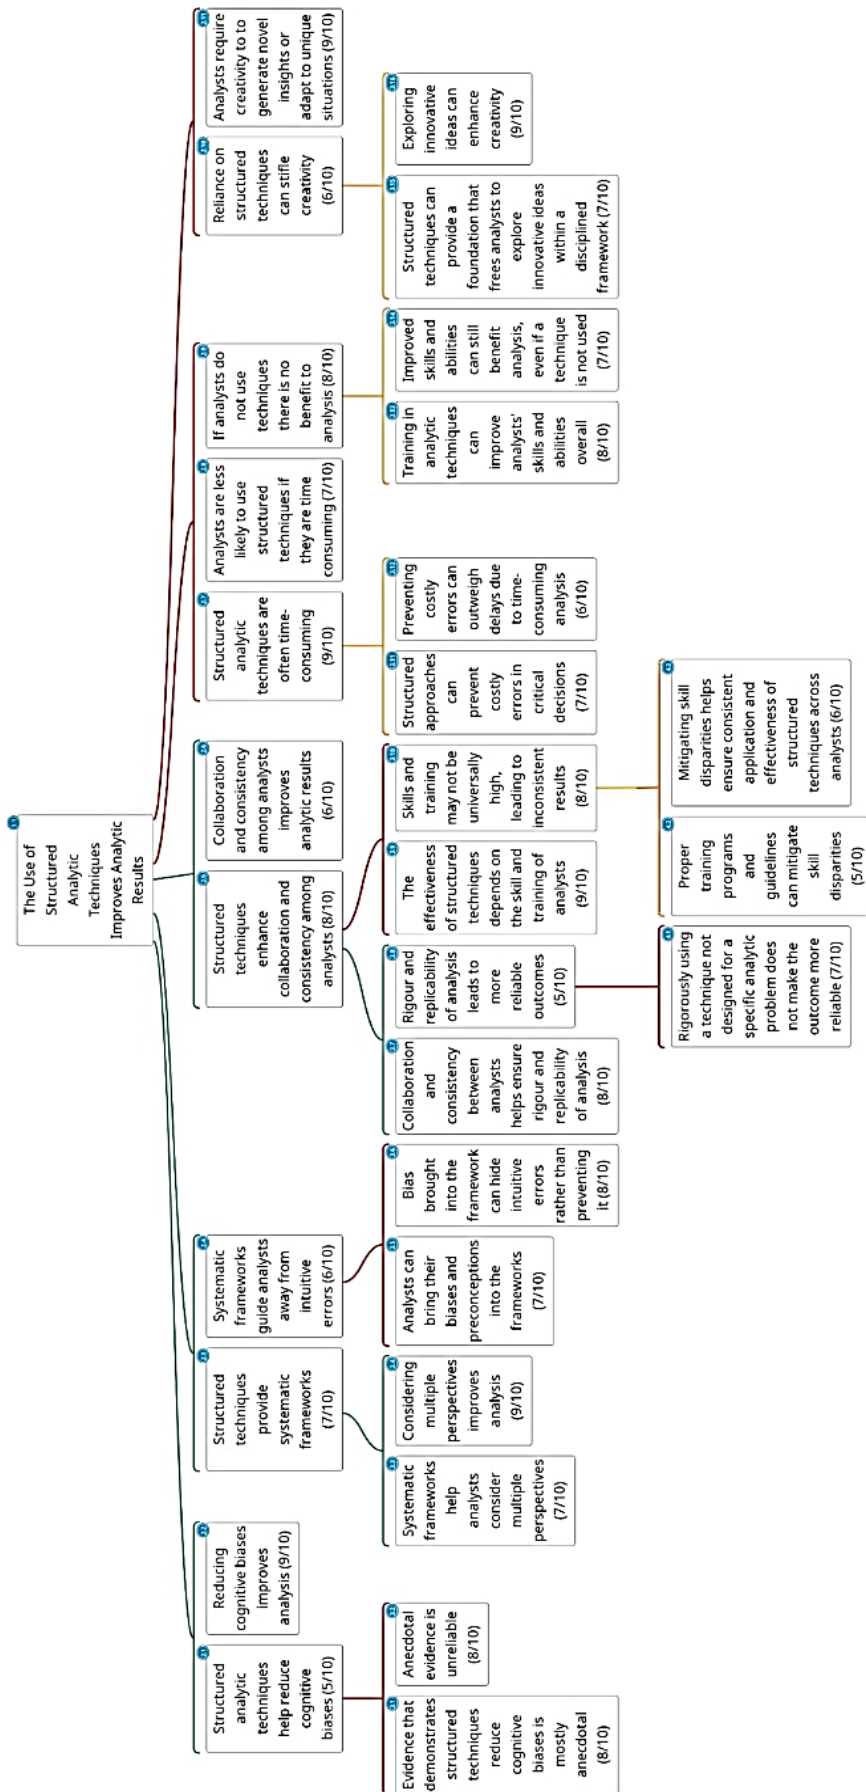 The Use of
Structured
Analytic
Techniques
Improves Analytic
Results
Structured
analytic
techniques
help reduce
cognitive
biases (5/10)
Reducing
cognitive biases
improves
analysis (9/10)
Structured
techniques
provide
systematic
frameworks
(7/10)
Systematic
frameworks
guide analysts
away from
intuitive
errors (6/10)
Structured
techniques
enhance
collaboration and
consistency among
analysts (8/10)
Collaboration
and consistency
among analysts
improves
analytic results
(6/10)
Structured
analytic
techniques are
often time-
consuming
(9/10)
Analysts are less
likely to use
structured
techniques if
they are time
consuming (7/10)
If analysts do
not use
techniques
there is no
benefit to
analysis (8/10)
Reliance on
structured
techniques
can stifle
creativity
(6/10)
Analysts require
creativity to to
generate novel
insights or
adapt to unique
situations (9/10)
Evidence that
demonstrates
structured
techniques
reduce
cognitive
biases is
mostly
anecdotal
(8/10)
Anecdotal
evidence is
unreliable
(8/10)
Systematic
frameworks
help
analysts
consider
multiple
perspectives
(7/10)
Considering
multiple
perspectives
improves
analysis
(9/10)
Analysts can
bring their
biases and
preconceptions
into the
frameworks
(7/10)
Bias
brought
into the
framework
can hide
intuitive
errors
rather than
preventing
it (8/10)
Collaboration
and
consistency
between
analysts
helps ensure
rigour and
replicability
of analysis
(8/10)
Rigour and
replicability
of analysis
leads to
more
reliable
outcomes
(5/10)
The
effectiveness
of structured
techniques
depends on
the skill and
training of
analysts
(9/10)
Skills and
training
may not be
universally
high,
leading to
inconsistent
results
(8/10)
Structured
approaches
can
prevent
costly
errors in
critical
decisions
(7/10)
Preventing
costly
errors can
outweigh
delays due
to time-
consuming
analysis
(6/10)
Training in
analytic
techniques
can
improve
analysts'
skills and
abilities
overall
(8/10)
Improved
skills and
abilities
can still
benefit
analysis,
even if a
technique
is not used
(7/10)
Structured
techniques can
provide a
foundation that
frees analysts to
explore
innovative ideas
within a
disciplined
framework (7/10)
Exploring
innovative
ideas can
enhance
creativity
(9/10)
Rigorously using
a technique not
designed for a
specific analytic
problem does
not make the
outcome more
reliable (7/10)
Proper
training
programs
and
guidelines
can mitigate
skill
disparities
(5/10)
Mitigating skill
disparities helps
ensure consistent
application and
effectiveness of
structured
techniques across
analysts (6/10)